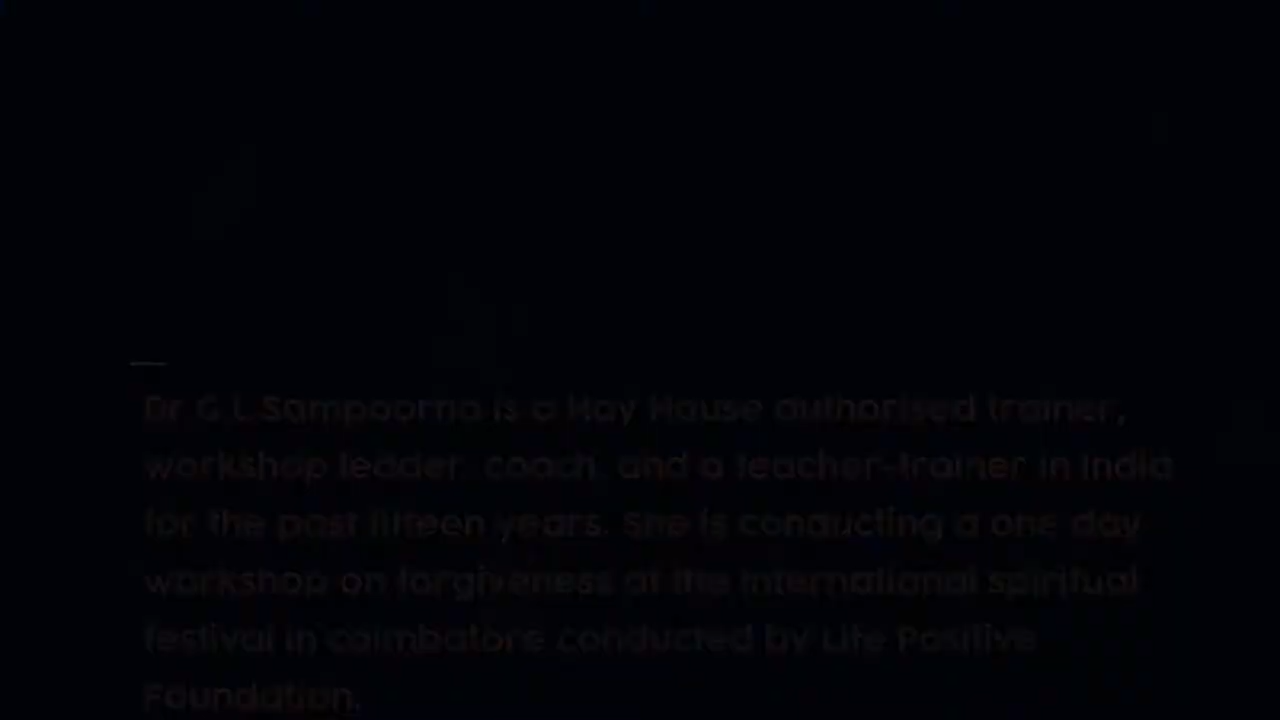 Dr G L Sampoorna is a Hay House authorised trainer,
workshop leader, coach, and a teacher-trainer in India
for the past fifteen years. She is conducting a one day
workshop on forgiveness at the international spiritual
festival in coimbatore conducted by Life Positive
Foundation.